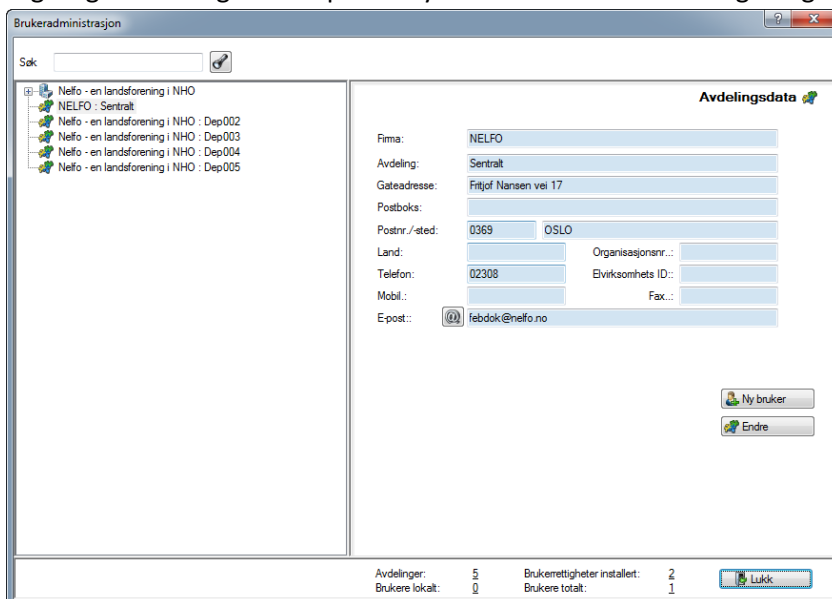 Brukeradministrasjon
Søk
Nelfo - en landsforening i NHO
NELFO : Sentralt
Nelfo - en landsforening i NHO : Dep002
Nelfo - en landsforening i NHO : Dep003
Nelfo - en landsforening i NHO : Dep004
Nelfo - en landsforening i NHO : Dep005
Avdelingsdata
Firma: NELFO
Avdeling: Sentralt
Gateadresse: Fritjof Nansen vei 17
Postboks:
Postnr./-sted: 0369 OSLO
Land: Organisasjonsnr..:
Telefon: 02308 Elvirksomhets ID::
Mobil.: Fax..:
E-post:: febdok@nelfo.no
Ny bruker
Endre
Avdelinger: 5 Brukerrettigheter installert: 2
Brukere lokalt: 0 Brukere totalt: 1
Lukk